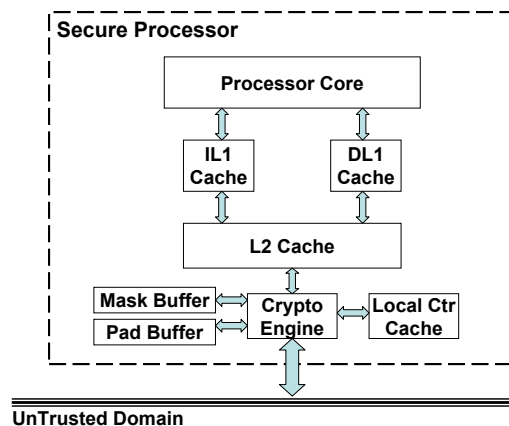 Secure Processor
Processor Core
IL1
Cache
DL1
Cache
L2 Cache
Mask Buffer
Pad Buffer
Crypto
Engine
Local Ctr
Cache
UnTrusted Domain